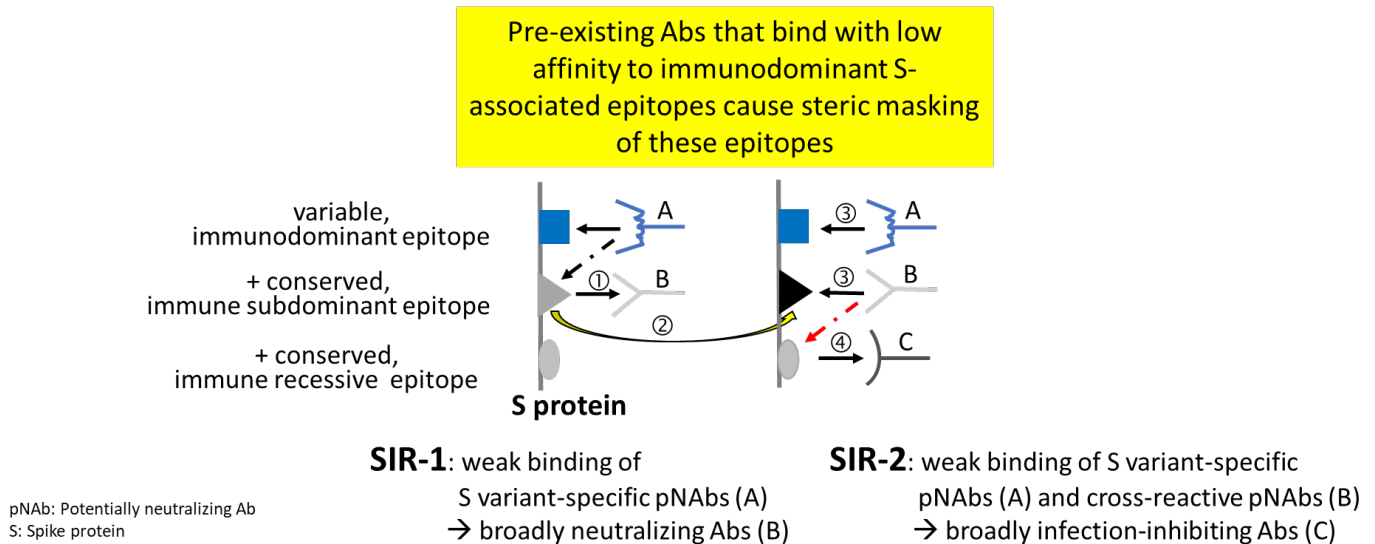 Pre-existing Abs that bind with low
affinity to immunodominant S-
associated epitopes cause steric masking
of these epitopes
variable,
immunodominant epitope
A
③
A
+ conserved,
immune subdominant epitope
①
B
③
B
②
+ conserved,
immune recessive epitope
④
C
S protein
SIR-1: weak binding of
S variant-specific pNAbs (A)
→ broadly neutralizing Abs (B)
SIR-2: weak binding of S variant-specific
pNAbs (A) and cross-reactive pNAbs (B)
→ broadly infection-inhibiting Abs (C)
pNAb: Potentially neutralizing Ab
S: Spike protein